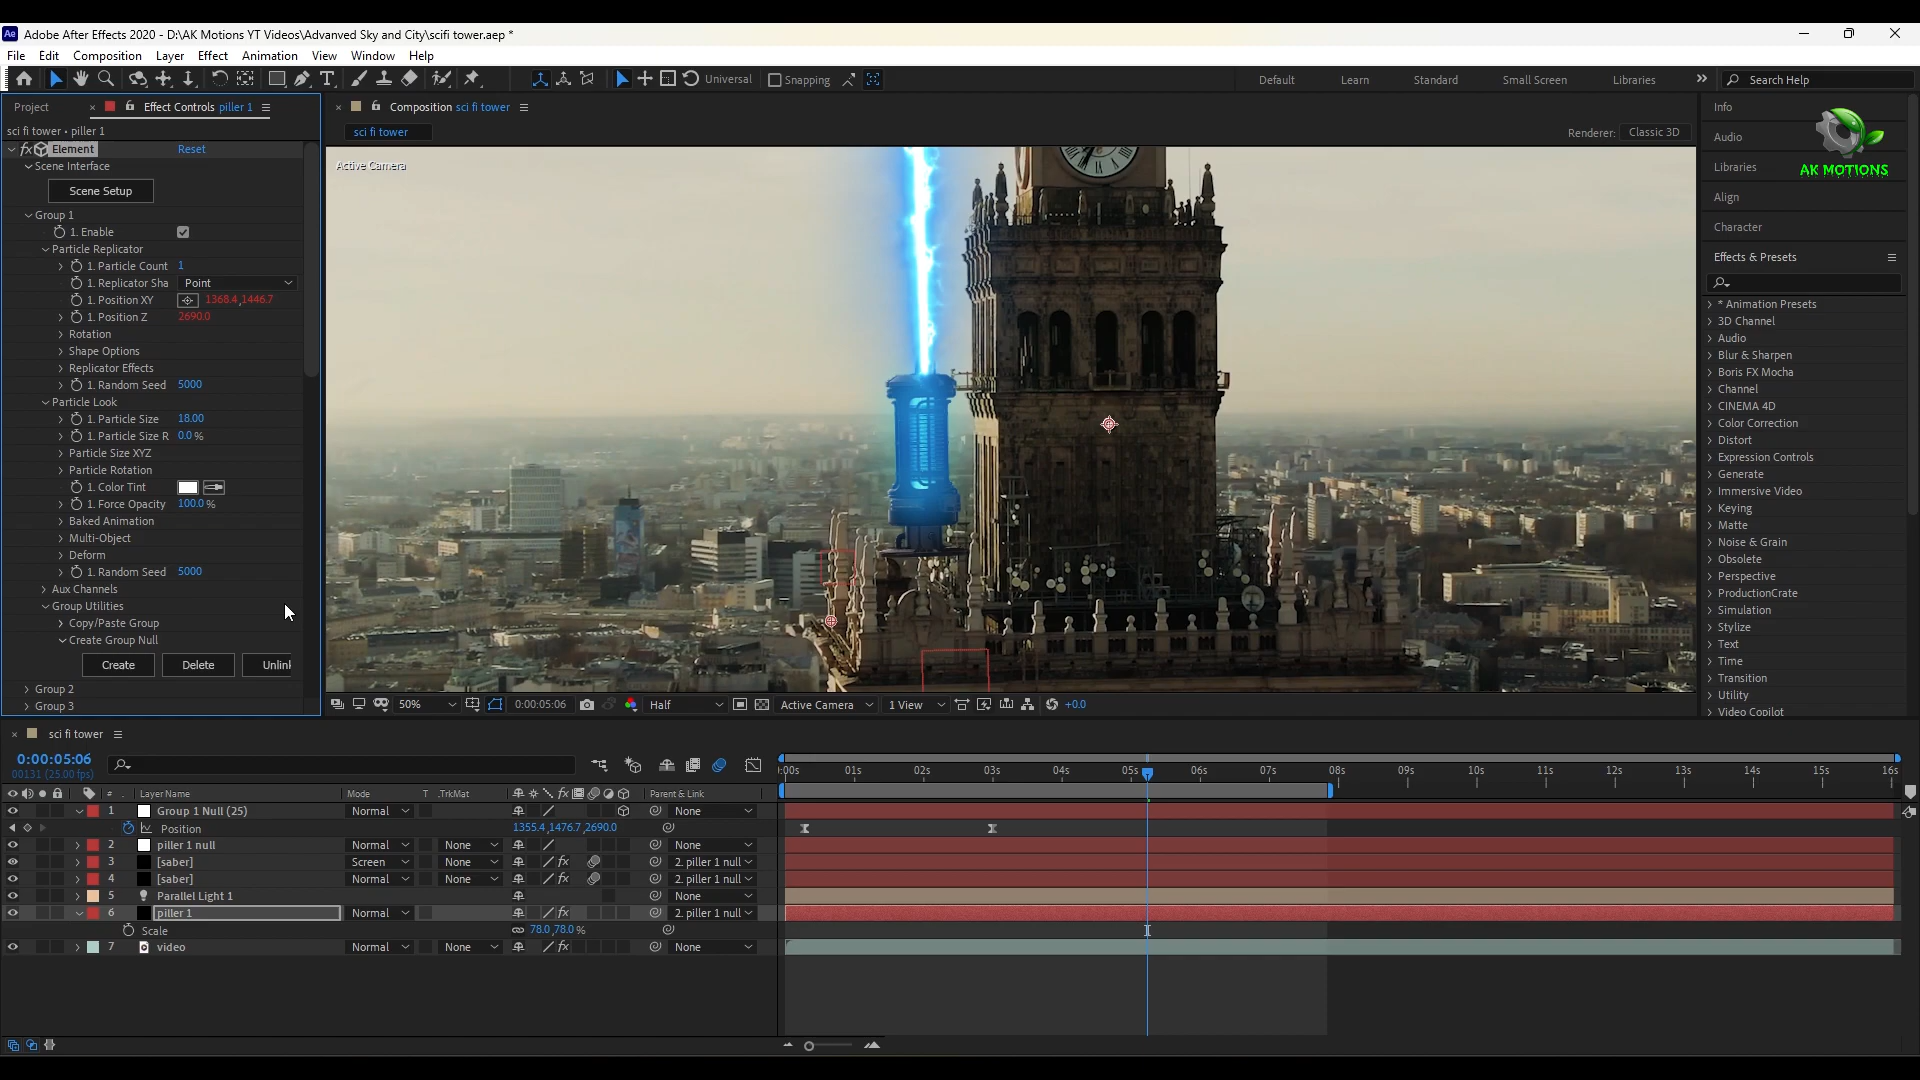 Ae Adobe After Effects 2020 - D:\AK Motions YT Videos\Advanved Sky and City\scifi tower.aep *
File Edit Composition Layer Effect Animation View Window Help
Universal Snapping Default Learn Standard Small Screen Libraries Search Help
Project Effect Controls piller 1
sci fi tower • piller 1
fx Element Reset
Scene Interface
Scene Setup
Group 1
1. Enable
Particle Replicator
1. Particle Count 1
1. Replicator Sha Point
1. Position XY 1368.4,1446.7
1. Position Z 2690.0
Rotation
Shape Options
Replicator Effects
1. Random Seed 5000
Particle Look
1. Particle Size 18.00
1. Particle Size R 0.0 %
Particle Size XYZ
Particle Rotation
1. Color Tint
1. Force Opacity 100.0 %
Baked Animation
Multi-Object
Deform
1. Random Seed 5000
Aux Channels
Group Utilities
Copy/Paste Group
Create Group Null
Create Delete Unlink
Group 2
Group 3
Composition sci fi tower
sci fi tower
Renderer: Classic 3D
Active Camera
50% 0:00:05:06 Half Active Camera 1 View +0.0
Info
Audio
Libraries
Align
Character
AK MOTIONS
Effects & Presets
* Animation Presets
3D Channel
Audio
Blur & Sharpen
Boris FX Mocha
Channel
CINEMA 4D
Color Correction
Distort
Expression Controls
Generate
Immersive Video
Keying
Matte
Noise & Grain
Obsolete
Perspective
ProductionCrate
Simulation
Stylize
Text
Time
Transition
Utility
Video Copilot
sci fi tower
0:00:05:06
00131 (25.00 fps)
:00s 01s 02s 03s 04s 05s 06s 07s 08s 09s 10s 11s 12s 13s 14s 15s 16s
# Layer Name Mode T .TrkMat fx Parent & Link
1 Group 1 Null (25) Normal None
Position 1355.4,1476.7,2690.0
2 piller 1 null Normal None None
3 [saber] Screen None fx 2. piller 1 null
4 [saber] Normal None fx 2. piller 1 null
5 Parallel Light 1 None
6 piller 1 Normal fx 2. piller 1 null
Scale 78.0,78.0 %
7 video Normal None fx None